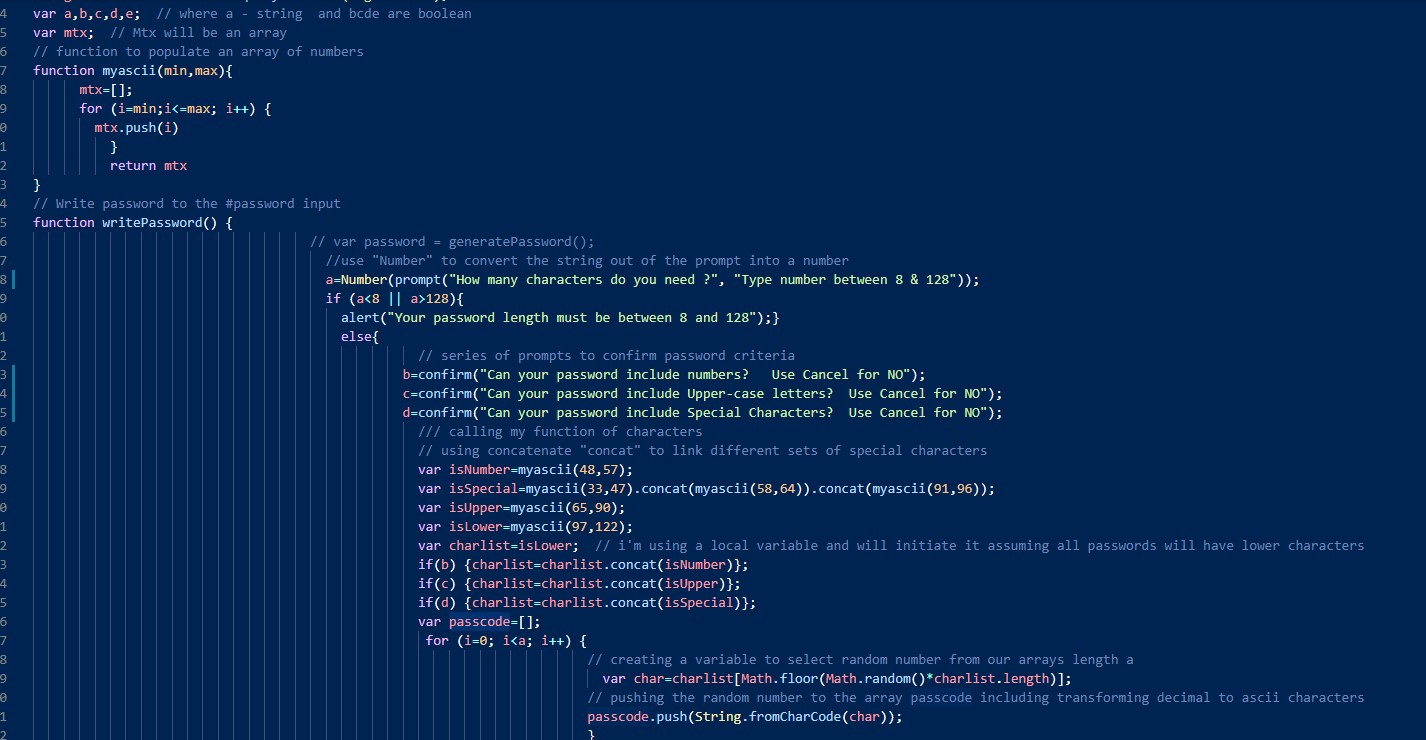 4 var a,b,c,d,e;  // where a - string  and bcde are boolean
5 var mtx;  // Mtx will be an array
6 // function to populate an array of numbers
7 function myascii(min,max){
8 mtx=[];
9 for (i=min;i<=max; i++) {
0 mtx.push(i)
1 }
2 return mtx
3 }
4 // Write password to the #password input
5 function writePassword() {
6 // var password = generatePassword();
7 //use "Number" to convert the string out of the prompt into a number
8 a=Number(prompt("How many characters do you need ?", "Type number between 8 & 128"));
9 if (a<8 || a>128){
0 alert("Your password length must be between 8 and 128");}
1 else{
2 // series of prompts to confirm password criteria
3 b=confirm("Can your password include numbers?   Use Cancel for NO");
4 c=confirm("Can your password include Upper-case letters?  Use Cancel for NO");
5 d=confirm("Can your password include Special Characters?  Use Cancel for NO");
6 /// calling my function of characters
7 // using concatenate "concat" to link different sets of special characters
8 var isNumber=myascii(48,57);
9 var isSpecial=myascii(33,47).concat(myascii(58,64)).concat(myascii(91,96));
0 var isUpper=myascii(65,90);
1 var isLower=myascii(97,122);
2 var charlist=isLower;  // i'm using a local variable and will initiate it assuming all passwords will have lower characters
3 if(b) {charlist=charlist.concat(isNumber)};
4 if(c) {charlist=charlist.concat(isUpper)};
5 if(d) {charlist=charlist.concat(isSpecial)};
6 var passcode=[];
7 for (i=0; i<a; i++) {
8 // creating a variable to select random number from our arrays length a
9 var char=charlist[Math.floor(Math.random()*charlist.length)];
0 // pushing the random number to the array passcode including transforming decimal to ascii characters
1 passcode.push(String.fromCharCode(char));
2 }